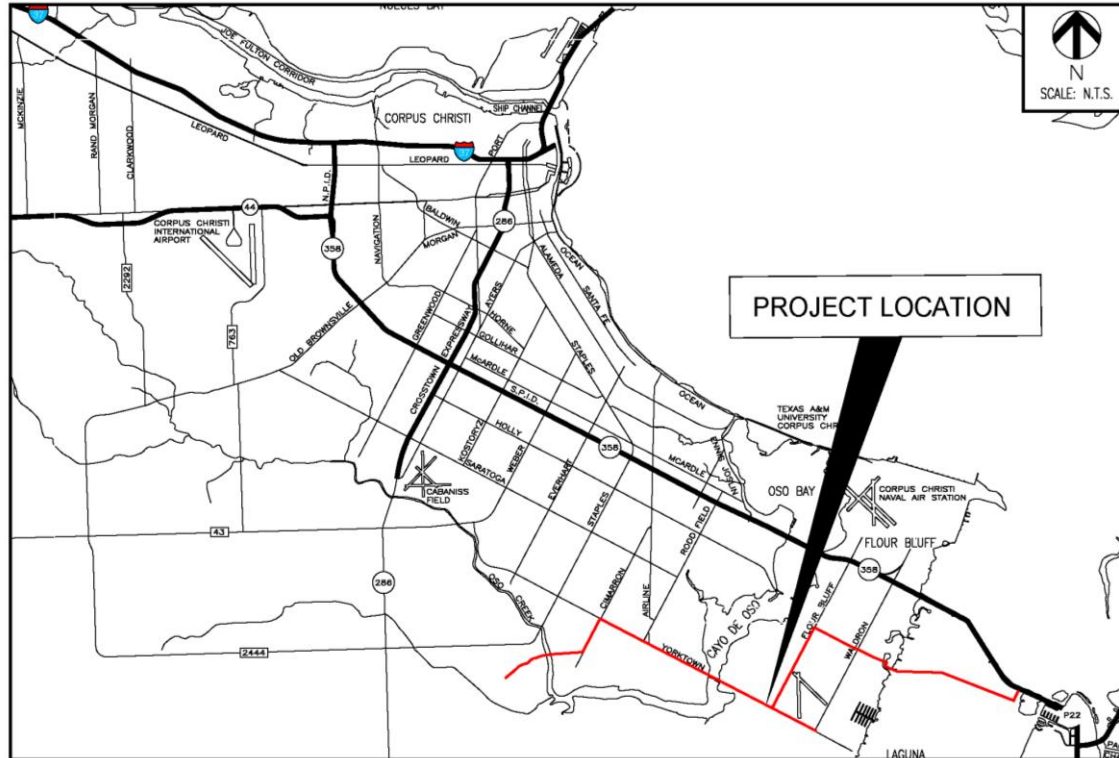 NUECES BAY
37
N
SCALE: N.T.S.
JOE FULTON CORRIDOR
SHIP CHANNEL
CORPUS CHRISTI
MCKINZIE
RAND MORGAN
CLARKWOOD
LEOPARD
N.P.I.D.
NAVIGATION
PORT
37
LEOPARD
44
CORPUS CHRISTI
INTERNATIONAL
AIRPORT
358
BALDWIN
MORGAN
286
ALAMEDA
OCEAN
SANTA FE
2292
763
OLD BROWNSVILLE
GREENWOOD
CROSSTOWN EXPRESSWAY
AYERS
HORNE
GOLLIHAR
McARDLE
S.P.I.D.
STAPLES
PROJECT LOCATION
OCEAN
TEXAS A&M
UNIVERSITY
CORPUS CHR
KOSTORYZ
SARATOGA
HOLLY
WEBER
EVERHART
STAPLES
358
MCARDLE
ENNIS JOSLIN
RODD FIELD
OSO BAY
CORPUS CHRISTI
NAVAL AIR STATION
FLOUR BLUFF
CABANISS
FIELD
43
286
OSO CREEK
CIMARRON
AIRLINE
CAYO DE OSO
358
FLOUR BLUFF
WALDRON
2444
YORKTOWN
P22
LAGUNA